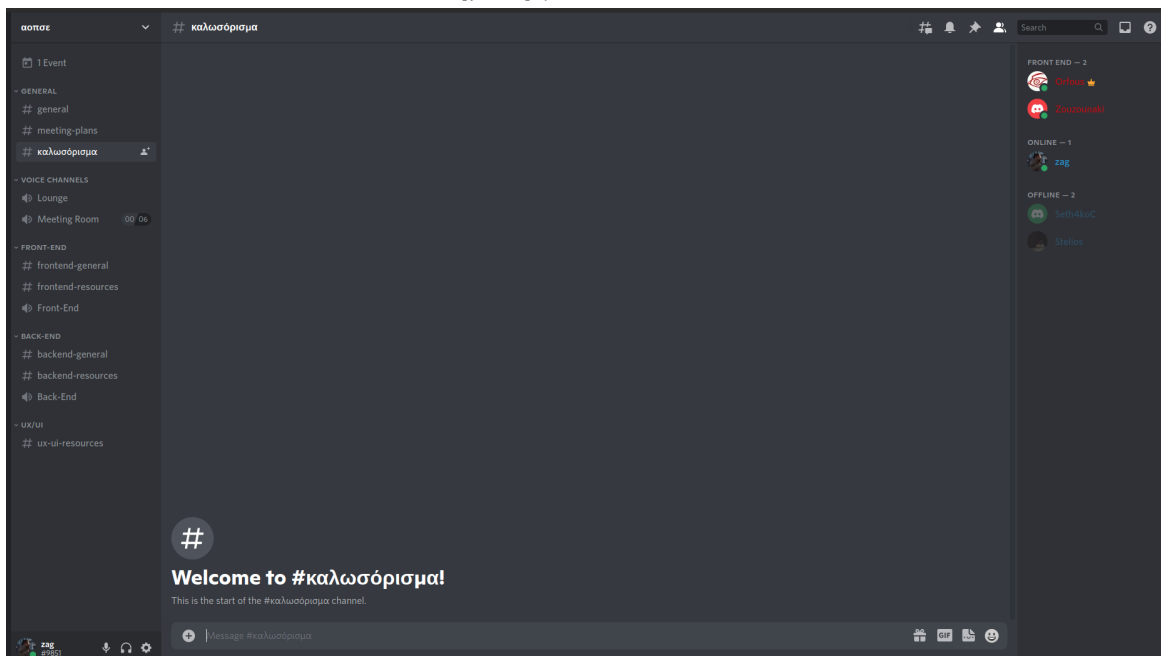 αοπσε
# καλωσόρισμα
Search
1 Event
GENERAL
# general
# meeting-plans
# καλωσόρισμα
VOICE CHANNELS
Lounge
Meeting Room 00 06
FRONT-END
# frontend-general
# frontend-resources
Front-End
BACK-END
# backend-general
# backend-resources
Back-End
UX/UI
# ux-ui-resources
zag
#9851
#
Welcome to #καλωσόρισμα!
This is the start of the #καλωσόρισμα channel.
Message #καλωσόρισμα
GIF
FRONT END — 2
ONLINE — 1
zag
OFFLINE — 2
Seth4koC
Stelios